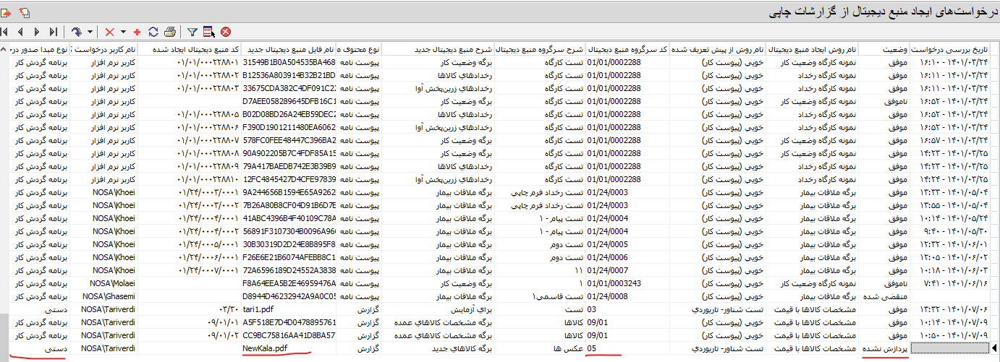 درخواست‌های ایجاد منبع دیجیتال از گزارشات چاپی
تاریخ بررسی درخواست وضعیت نام روش ایجاد منبع دیجیتال نام روش از پیش تعریف شده کد سرگروه منبع دیجیتال شرح سرگروه منبع دیجیتال شرح منبع دیجیتال جدید نوع محتوی م نام فایل منبع دیجیتال جدید کد منبع دیجیتال ایجاد شده نام کاربر درخواست نوع مبدا صدور در
۱۴۰۱/۰۳/۲۴ - ۱۶:۱۰ موفق نمونه کارگاه وضعیت کار خویی (پیوست کار) 01/01/0002288 تست کارگاه برگه وضعیت کار پیوست نامه 31549B1B0A504535BA468 ۰۱/۰۱/۰۰۰۲۲۸۸۰۱ کاربر نرم افزار برنامه گردش کار
۱۴۰۱/۰۳/۲۴ - ۱۶:۱۱ موفق نمونه کارگاه رخداد خویی (پیوست کار) 01/01/0002288 تست کارگاه رخدادهای کالاها پیوست نامه B12536A803914B32B21BD ۰۱/۰۱/۰۰۰۲۲۸۸۰۲ کاربر نرم افزار برنامه گردش کار
۱۴۰۱/۰۳/۲۴ - ۱۶:۱۱ موفق نمونه کارگاه رخداد خویی (پیوست کار) 01/01/0002288 تست کارگاه رخدادهای زرین‌پخش آوا پیوست نامه 33675CDA382C4DF091C22 ۰۱/۰۱/۰۰۰۲۲۸۸۰۳ کاربر نرم افزار برنامه گردش کار
۱۴۰۱/۰۳/۲۴ - ۱۶:۵۲ ناموفق نمونه کارگاه وضعیت کار خویی (پیوست کار) 01/01/0002288 تست کارگاه برگه وضعیت کار پیوست نامه D7AEE058289645DFB16C1 کاربر نرم افزار برنامه گردش کار
۱۴۰۱/۰۳/۲۴ - ۱۶:۵۲ موفق نمونه کارگاه رخداد خویی (پیوست کار) 01/01/0002288 تست کارگاه رخدادهای کالاها پیوست نامه B02D08BD26A24EB59DEC2 ۰۱/۰۱/۰۰۰۲۲۸۸۰۵ کاربر نرم افزار برنامه گردش کار
۱۴۰۱/۰۳/۲۴ - ۱۶:۵۲ موفق نمونه کارگاه رخداد خویی (پیوست کار) 01/01/0002288 تست کارگاه رخدادهای زرین‌پخش آوا پیوست نامه F390D1901211480EA6062 ۰۱/۰۱/۰۰۰۲۲۸۸۰۶ کاربر نرم افزار برنامه گردش کار
۱۴۰۱/۰۳/۲۴ - ۱۶:۵۷ موفق نمونه کارگاه وضعیت کار خویی (پیوست کار) 01/01/0002288 تست کارگاه برگه وضعیت کار پیوست نامه 578FC0FEE48447C396BA2 ۰۱/۰۱/۰۰۰۲۲۸۸۰۷ کاربر نرم افزار برنامه گردش کار
۱۴۰۱/۰۳/۲۵ - ۱۴:۲۳ موفق نمونه کارگاه وضعیت کار خویی (پیوست کار) 01/01/0002288 تست کارگاه برگه وضعیت کار پیوست نامه 90A902205B7C4FDF85A15 ۰۱/۰۱/۰۰۰۲۲۸۸۰۸ کاربر نرم افزار برنامه گردش کار
۱۴۰۱/۰۳/۲۵ - ۱۴:۲۳ موفق نمونه کارگاه رخداد خویی (پیوست کار) 01/01/0002288 تست کارگاه رخدادهای کالاها پیوست نامه 79A417BAEDB742E3B39B9 ۰۱/۰۱/۰۰۰۲۲۸۸۰۹ کاربر نرم افزار برنامه گردش کار
۱۴۰۱/۰۳/۲۵ - ۱۴:۲۴ موفق نمونه کارگاه رخداد خویی (پیوست کار) 01/01/0002288 تست کارگاه رخدادهای زرین‌پخش آوا پیوست نامه 12FC4845427D4CFE97839 ۰۱/۰۱/۰۰۰۲۲۸۸۱۰ کاربر نرم افزار برنامه گردش کار
۱۴۰۱/۰۵/۰۴ - ۱۳:۳۳ موفق برگه ملاقات بیمار خویی (پیوست کار) 01/24/0003 تست رخداد فرم چاپی برگه ملاقات بیمار پیوست نامه 9A244656B1594E65A9262 ۰۱/۲۴/۰۰۰۳/۰۰۰۱ NOSA\Khoei برنامه گردش کار
۱۴۰۱/۰۵/۰۴ - ۱۳:۵۵ موفق برگه ملاقات بیمار خویی (پیوست کار) 01/24/0003 تست رخداد فرم چاپی برگه ملاقات بیمار پیوست نامه 7B26A80B8CF04D91B6D7E ۰۱/۲۴/۰۰۰۳/۰۰۰۲ NOSA\Khoei برنامه گردش کار
۱۴۰۱/۰۵/۲۴ - ۱۰:۱۴ موفق برگه ملاقات بیمار خویی (پیوست کار) 01/24/0004 تست پیام - ۱ برگه ملاقات بیمار پیوست نامه 41ABC4396B4F40109C78A ۰۱/۲۴/۰۰۰۴/۰۰۰۱ NOSA\Khoei برنامه گردش کار
۱۴۰۱/۰۵/۳۰ - ۹:۴۰ موفق برگه ملاقات بیمار خویی (پیوست کار) 01/24/0004 تست پیام - ۱ برگه ملاقات بیمار پیوست نامه 56891F3107304B0096A96 ۰۱/۲۴/۰۰۰۴/۰۰۰۲ NOSA\Khoei برنامه گردش کار
۱۴۰۱/۰۶/۰۱ - ۱۲:۳۲ موفق برگه ملاقات بیمار خویی (پیوست کار) 01/24/0005 تست دوم برگه ملاقات بیمار پیوست نامه 30B30319D2D24E8B895F8 ۰۱/۲۴/۰۰۰۵/۰۰۰۱ NOSA\Khoei برنامه گردش کار
۱۴۰۱/۰۶/۰۲ - ۱۲:۰۵ موفق برگه ملاقات بیمار خویی (پیوست کار) 01/24/0006 تست دوم برگه ملاقات بیمار پیوست نامه F26E6E21B6074AFEBB8C1 ۰۱/۲۴/۰۰۰۶/۰۰۰۱ NOSA\Khoei برنامه گردش کار
۱۴۰۱/۰۶/۰۳ - ۱۰:۱۸ موفق برگه ملاقات بیمار خویی (پیوست کار) 01/24/0007 ۱۱ برگه ملاقات بیمار پیوست نامه 72A6596189D24552A3838 ۰۱/۲۴/۰۰۰۷/۰۰۰۱ NOSA\Khoei برنامه گردش کار
۱۴۰۱/۰۶/۱۶ - ۷:۴۱ ناموفق نمونه کارگاه وضعیت کار خویی (پیوست کار) 01/01/0003243 ۱ برگه وضعیت کار پیوست نامه F8A64EEA5B2E46959476A NOSA\Molaei برنامه گردش کار
منقضی شده برگه ملاقات بیمار خویی (پیوست کار) 01/24/0008 تست قاسمی۱ برگه ملاقات بیمار پیوست نامه D8944D46232942A9A0C05 NOSA\Ghasemi برنامه گردش کار
۱۴۰۱/۰۷/۰۶ - ۱۳:۳۲ موفق مشخصات کالاها با قیمت تست شناور- تاریوردی 03 تست برای آزمایش گزارش tari1.pdf ۰۳/۳۰ NOSA\Tariverdi دستی
۱۴۰۱/۰۷/۰۹ - ۱۰:۱۴ موفق مشخصات کالاها با قیمت تست شناور- تاریوردی 09/01 کالاها برگه مشخصات کالاهای عمده گزارش A5F518E7D4D0478895761 ۰۹/۰۱/۰۱ NOSA\Tariverdi برنامه گردش کار
۱۴۰۱/۰۷/۰۹ - ۱۰:۵۰ موفق مشخصات کالاها با قیمت تست شناور- تاریوردی 09/01 کالاها برگه مشخصات کالاهای عمده گزارش CC9BC75816AA41D8BA57 ۰۹/۰۱/۰۲ NOSA\Tariverdi برنامه گردش کار
پردازش نشده مشخصات کالاها با قیمت تست شناور- تاریوردی 05 عکس ها برگه کالاهای جدید گزارش NewKala.pdf NOSA\Tariverdi دستی